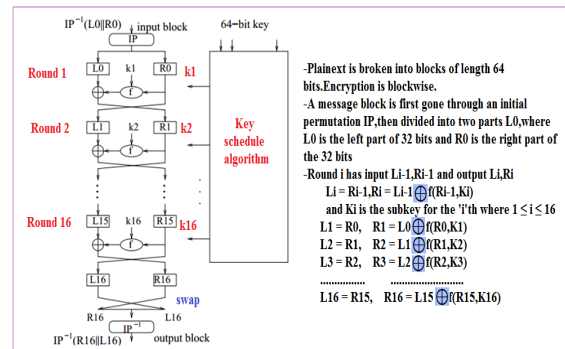 IP⁻¹(L0||R0)
input block
64-bit key
IP
L0 k1 R0
Round 1
k1
f
L1 k2 R1
Round 2
k2
f
Key
schedule
algorithm
L15 k16 R15
Round 16
k16
f
L16 R16
swap
R16 L16
IP⁻¹
IP⁻¹(R16||L16)
output block
-Plainext is broken into blocks of length 64
bits.Encryption is blockwise.
-A message block is first gone through an initial
permutation IP,then divided into two parts L0,where
L0 is the left part of 32 bits and R0 is the right part of
the 32 bits
-Round i has input Li-1,Ri-1 and output Li,Ri
Li = Ri-1,Ri = Li-1⊕f(Ri-1,Ki)
and Ki is the subkey for the 'i'th where 1 ≤ i ≤ 16
L1 = R0, R1 = L0⊕f(R0,K1)
L2 = R1, R2 = L1⊕f(R1,K2)
L3 = R2, R3 = L2⊕f(R2,K3)
................ ........................
L16 = R15, R16 = L15⊕f(R15,K16)